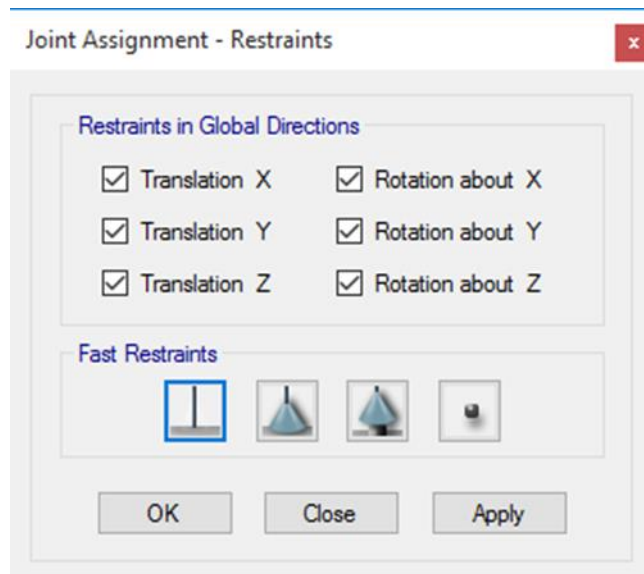 Joint Assignment - Restraints
x
Restraints in Global Directions
Translation X
Rotation about X
Translation Y
Rotation about Y
Translation Z
Rotation about Z
Fast Restraints
OK
Close
Apply